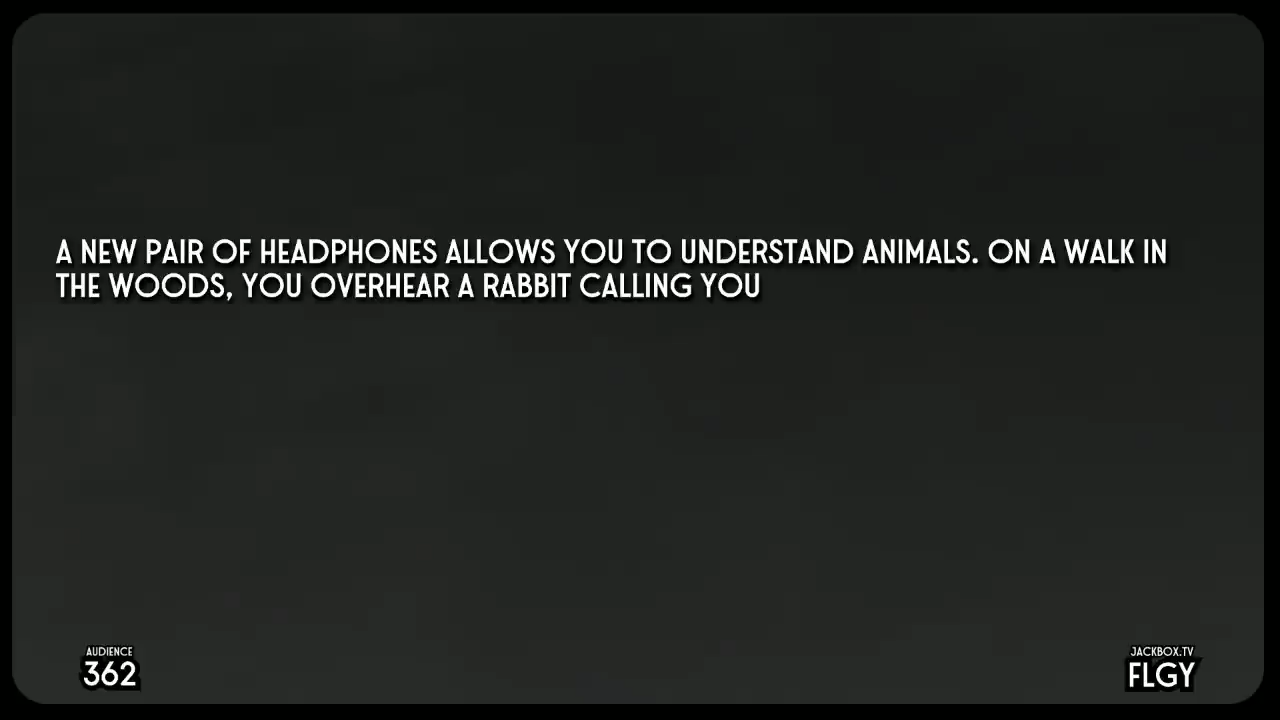 A NEW PAIR OF HEADPHONES ALLOWS YOU TO UNDERSTAND ANIMALS. ON A WALK IN
THE WOODS, YOU OVERHEAR A RABBIT CALLING YOU
AUDIENCE
362
JACKBOX.TV
FLGY